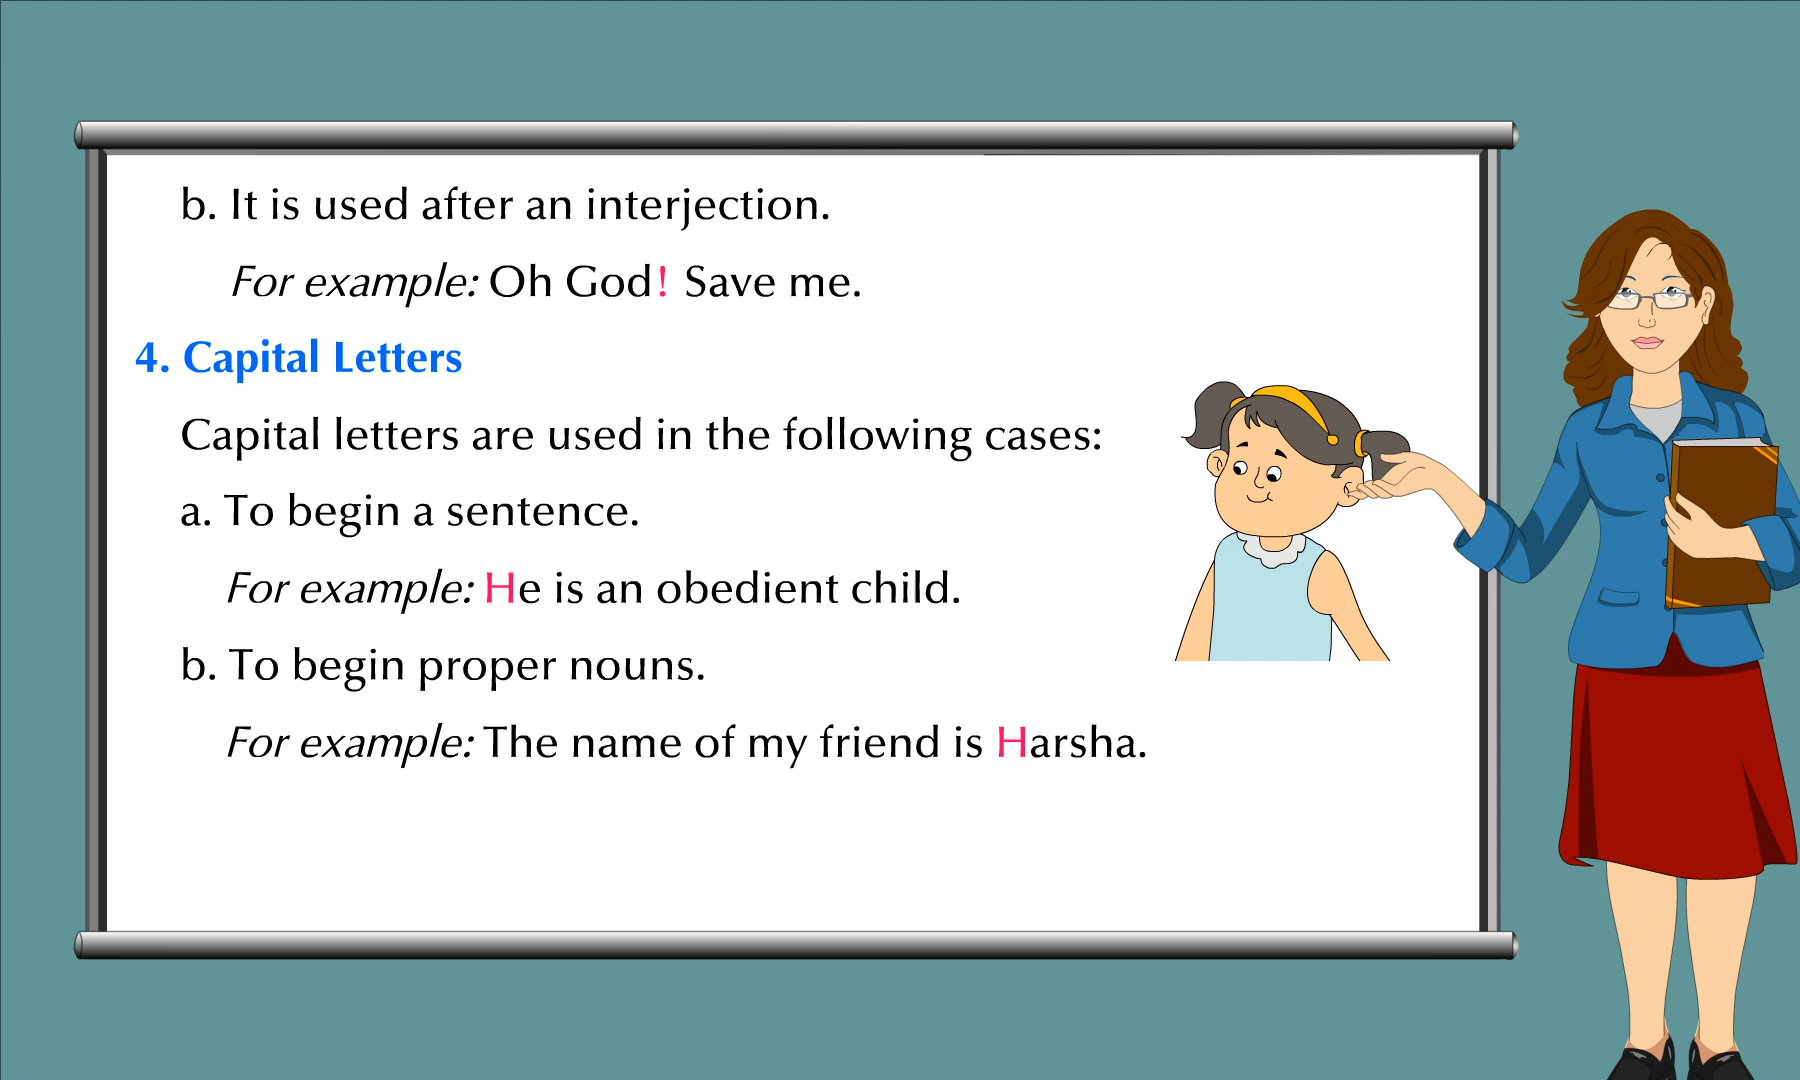 b. It is used after an interjection.
For example: Oh God! Save me.
4. Capital Letters
Capital letters are used in the following cases:
a. To begin a sentence.
For example: He is an obedient child.
b. To begin proper nouns.
For example: The name of my friend is Harsha.